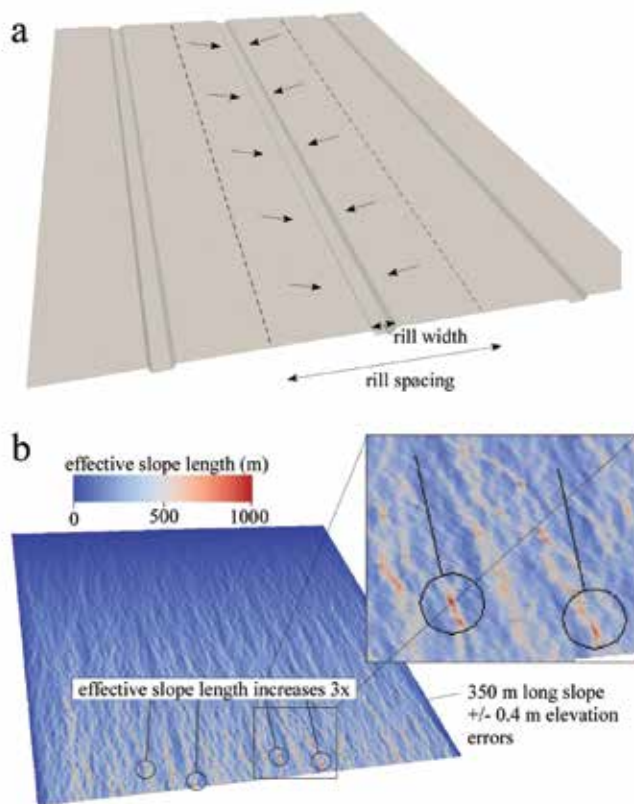 a
rill width
rill spacing
b
effective slope length (m)
0 500 1000
effective slope length increases 3x
350 m long slope
+/- 0.4 m elevation
errors